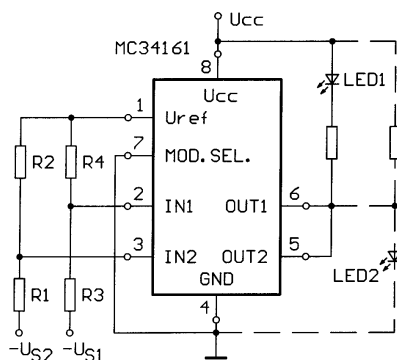 Ucc
MC34161
8
LED1
Ucc
1
Uref
7
MOD.SEL.
R2
R4
2
IN1
OUT1
6
3
IN2
OUT2
5
LED2
GND
R1
R3
4
-US2
-US1